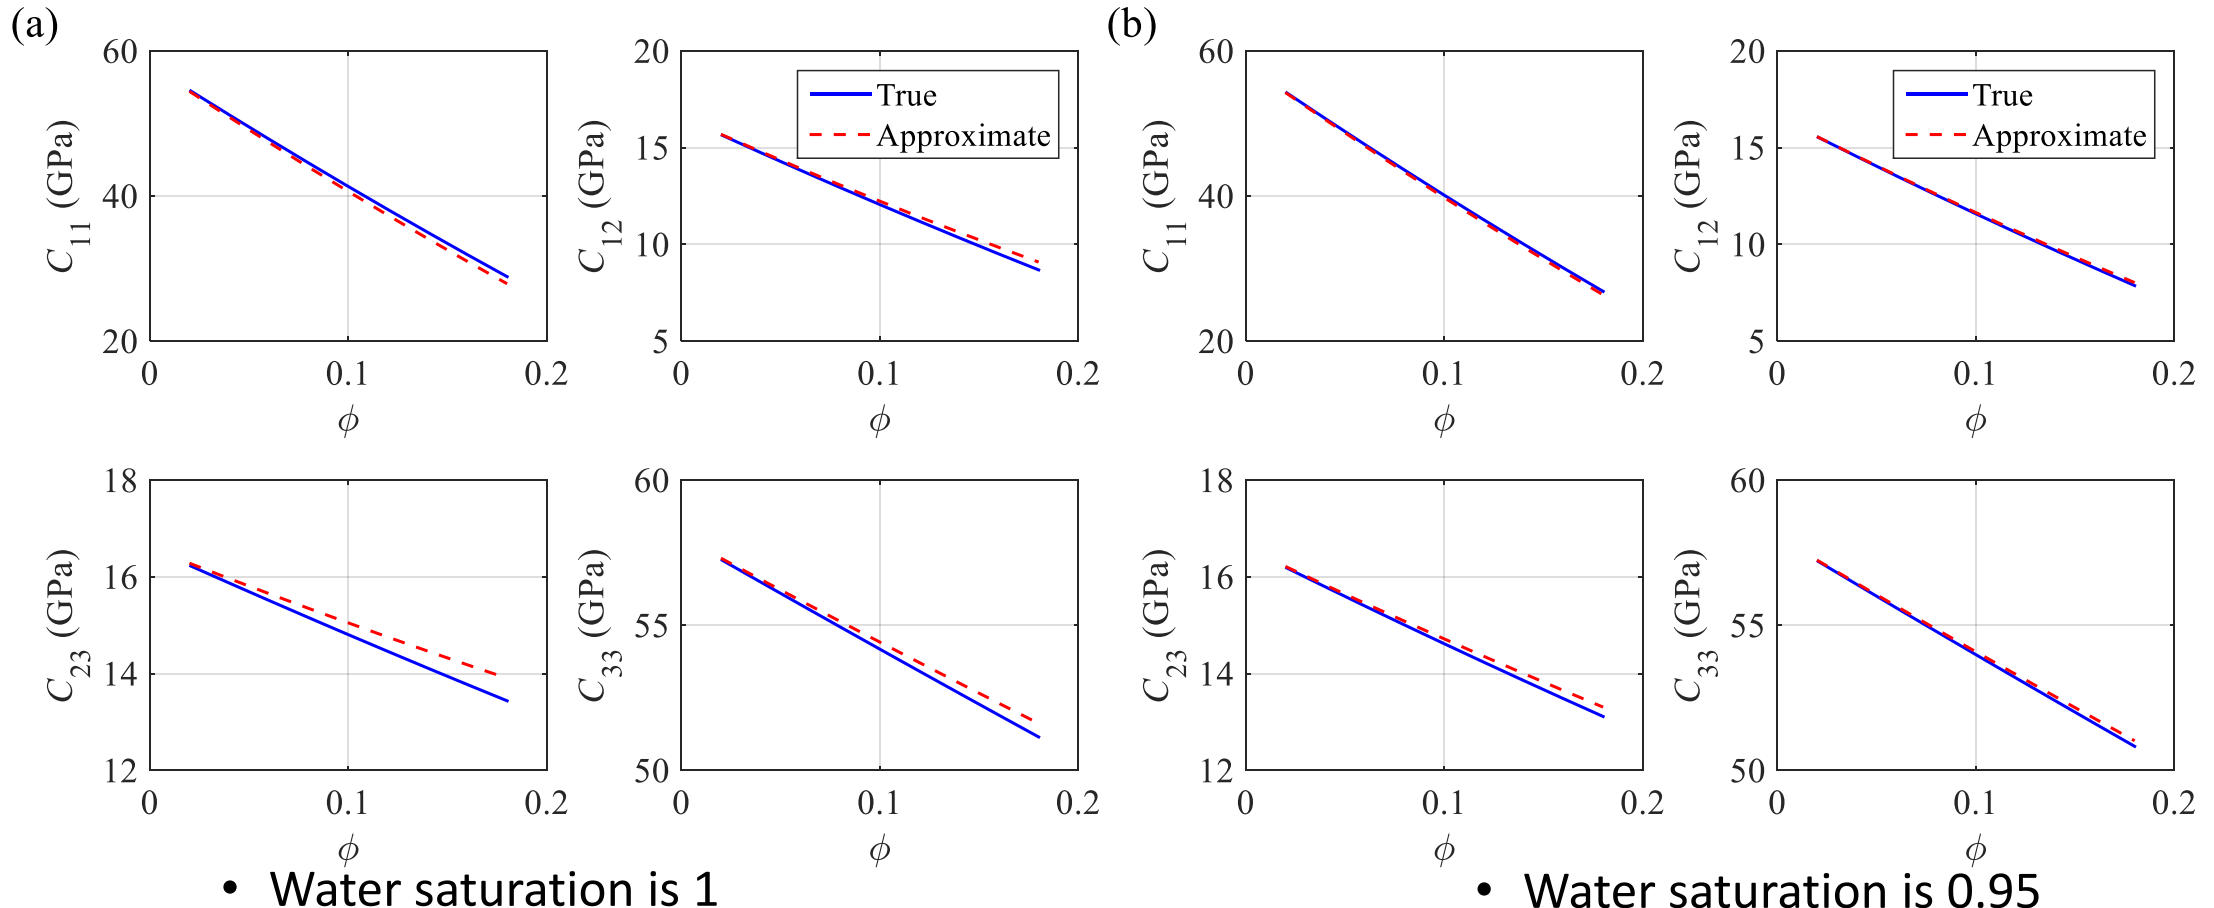 (a)
60
40
20
0
0.1
0.2
C11 (GPa)
ϕ
20
15
10
5
0
0.1
0.2
C12 (GPa)
ϕ
True
Approximate
18
16
14
12
0
0.1
0.2
C23 (GPa)
ϕ
60
55
50
0
0.1
0.2
C33 (GPa)
ϕ
• Water saturation is 1
(b)
60
40
20
0
0.1
0.2
C11 (GPa)
ϕ
20
15
10
5
0
0.1
0.2
C12 (GPa)
ϕ
True
Approximate
18
16
14
12
0
0.1
0.2
C23 (GPa)
ϕ
60
55
50
0
0.1
0.2
C33 (GPa)
ϕ
• Water saturation is 0.95